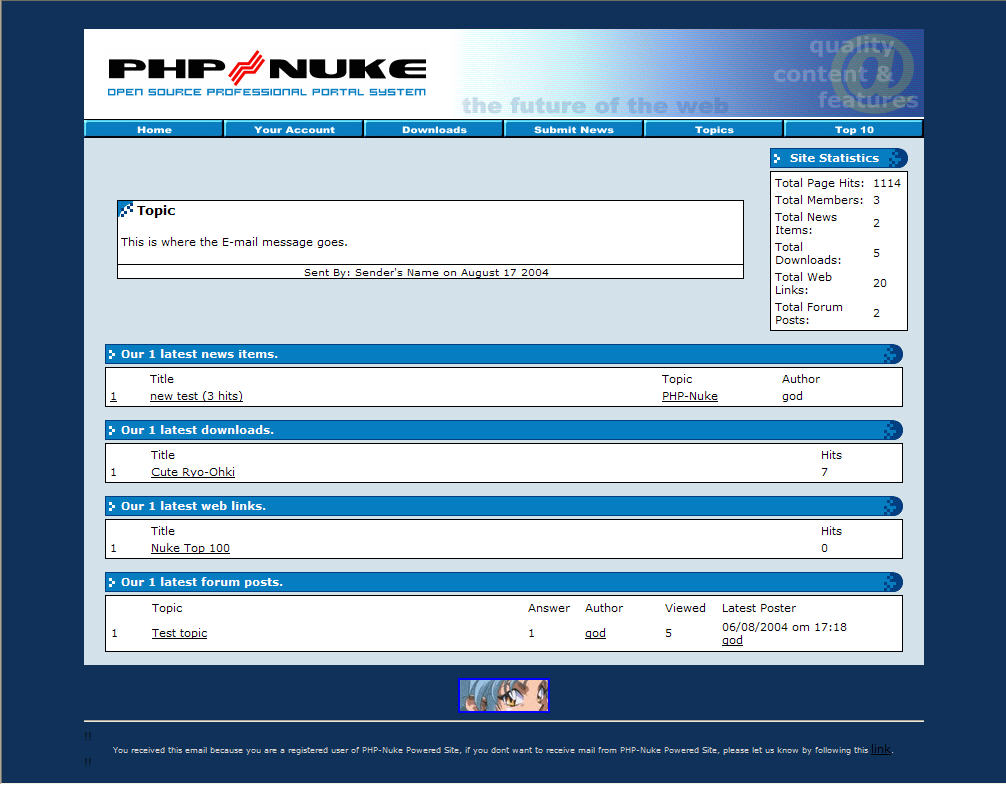 PHP NUKE
OPEN SOURCE PROFESSIONAL PORTAL SYSTEM
quality
content &
features
the future of the web
@
Home Your Account Downloads Submit News Topics Top 10
Site Statistics
Total Page Hits: 1114
Total Members: 3
Total News Items: 2
Total Downloads: 5
Total Web Links: 20
Total Forum Posts: 2
Topic
This is where the E-mail message goes.
Sent By: Sender's Name on August 17 2004
Our 1 latest news items.
Title Topic Author
1 new test (3 hits) PHP-Nuke god
Our 1 latest downloads.
Title Hits
1 Cute Ryo-Ohki 7
Our 1 latest web links.
Title Hits
1 Nuke Top 100 0
Our 1 latest forum posts.
Topic Answer Author Viewed Latest Poster
1 Test topic 1 god 5 06/08/2004 om 17:18
god
!!
You received this email because you are a registered user of PHP-Nuke Powered Site, if you dont want to receive mail from PHP-Nuke Powered Site, please let us know by following this link.
!!